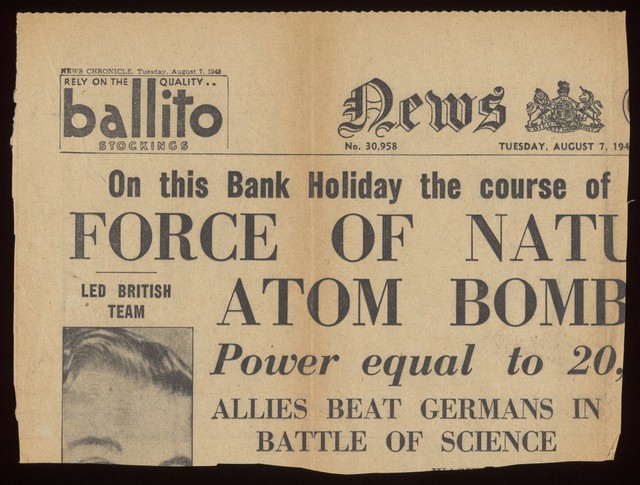 NEWS CHRONICLE, Tuesday, August 7, 1945
RELY ON THE QUALITY..
ballito
STOCKINGS
News
No. 30,958
TUESDAY, AUGUST 7, 194
On this Bank Holiday the course of
FORCE OF NATU
ATOM BOMB
LED BRITISH
TEAM
Power equal to 20,
ALLIES BEAT GERMANS IN
BATTLE OF SCIENCE